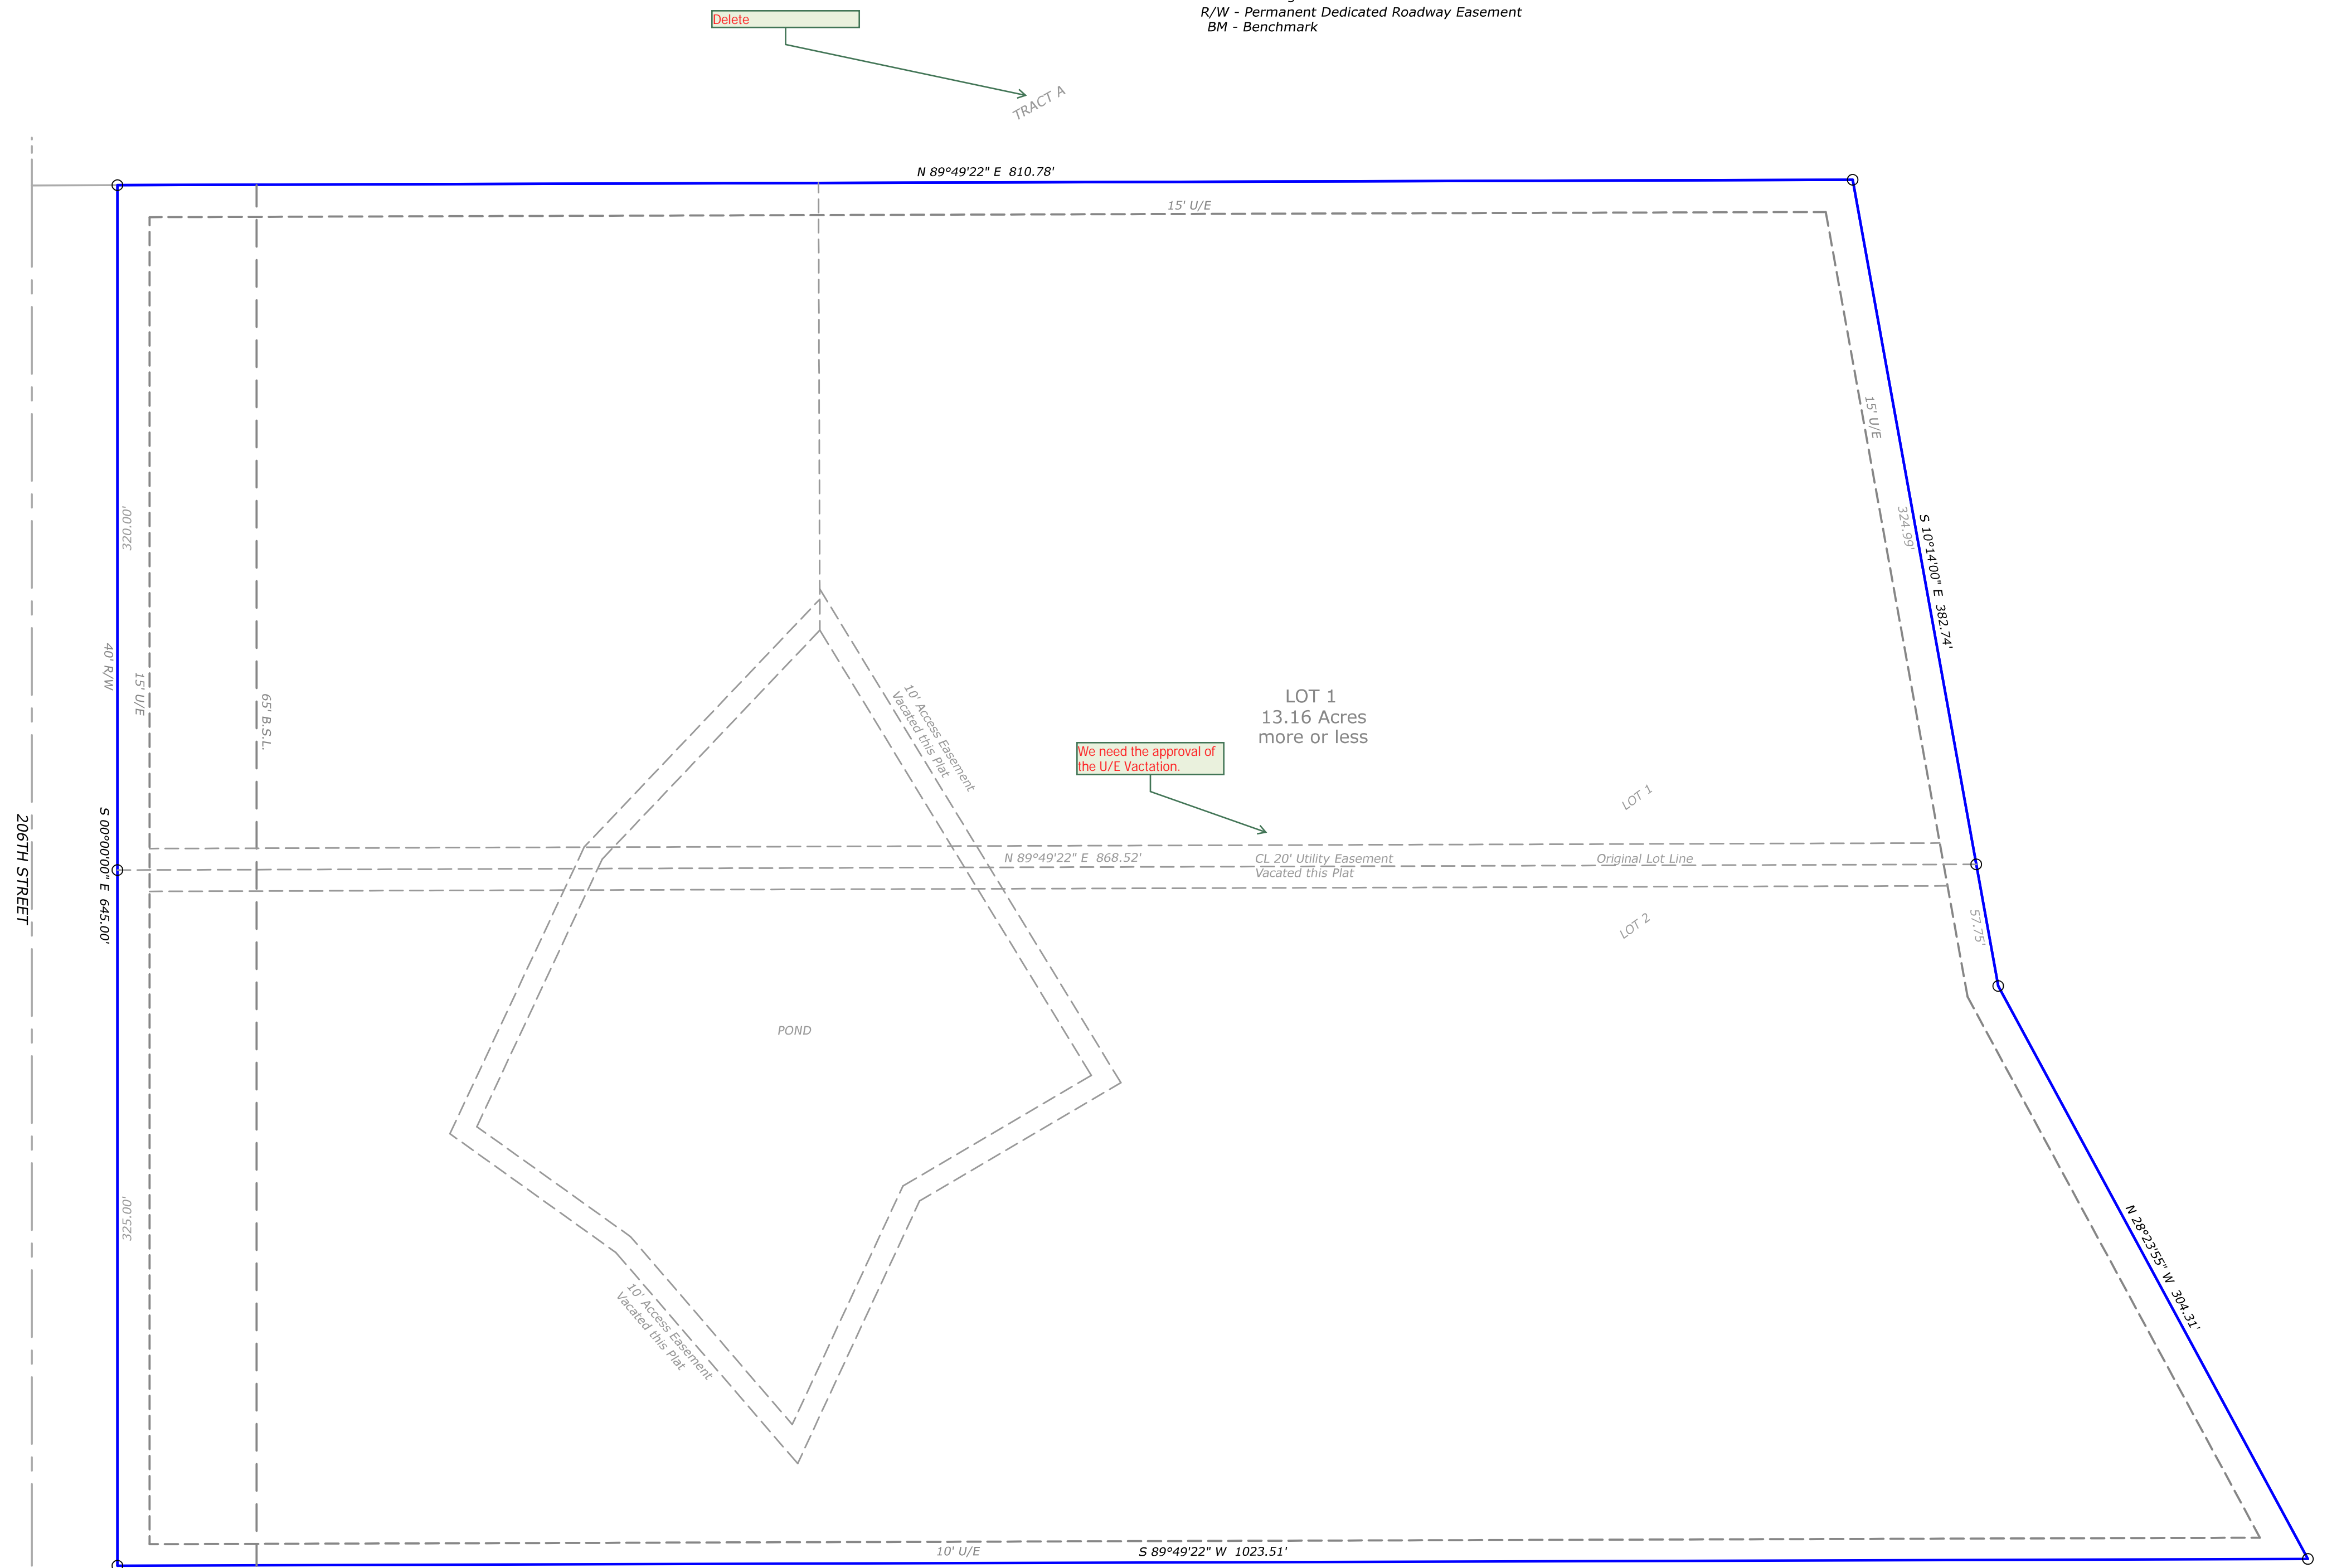 R/W - Permanent Dedicated Roadway Easement
BM - Benchmark
Delete
TRACT A
N 89°49'22" E 810.78'
15' U/E
15' U/E
324.99'
S 10°14'00" E 382.74'
320.00'
40' R/W
15' U/E
65' B.S.L.
10' Access Easement
Vacated this Plat
LOT 1
13.16 Acres
more or less
We need the approval of
the U/E Vactation.
LOT 1
206TH STREET
S 00°00'00" E 645.00'
N 89°49'22" E 868.52'
CL 20' Utility Easement
Vacated this Plat
Original Lot Line
LOT 2
57.75'
POND
325.00'
10' Access Easement
Vacated this Plat
N 28°23'55" W 304.31'
10' U/E
S 89°49'22" W 1023.51'